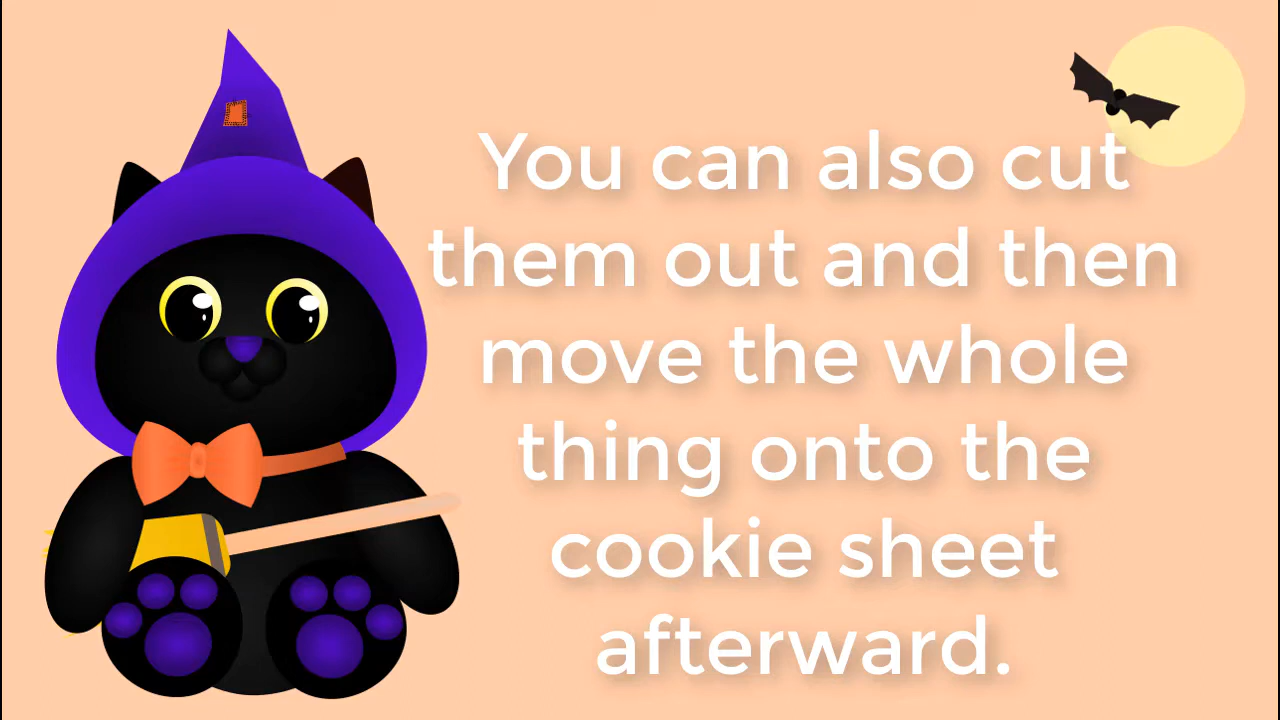 You can also cut
them out and then
move the whole
thing onto the
cookie sheet
afterward.